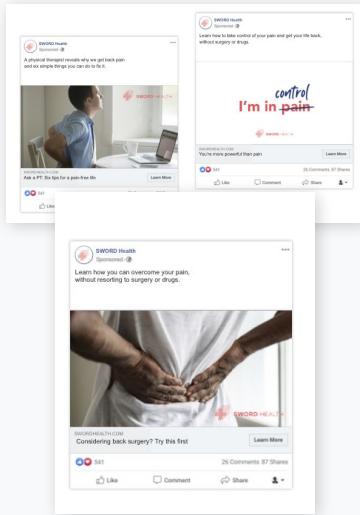 SWORD Health
Sponsored
A physical therapist reveals why we get back pain
and six simple things you can do to fix it.
SWORD HEALTH
SWORDHEALTH.COM
Ask a PT: Six tips for a pain-free life
Learn More
541
Like
SWORD Health
Sponsored
Learn how to take control of your pain and get your life back,
without surgery or drugs.
control
I'm in pain
SWORD HEALTH
SWORDHEALTH.COM
You're more powerful than pain
Learn More
541
26 Comments 87 Shares
Like Comment Share
SWORD Health
Sponsored
Learn how you can overcome your pain,
without resorting to surgery or drugs.
SWORD HEALTH
SWORDHEALTH.COM
Considering back surgery? Try this first
Learn More
541
26 Comments 87 Shares
Like Comment Share